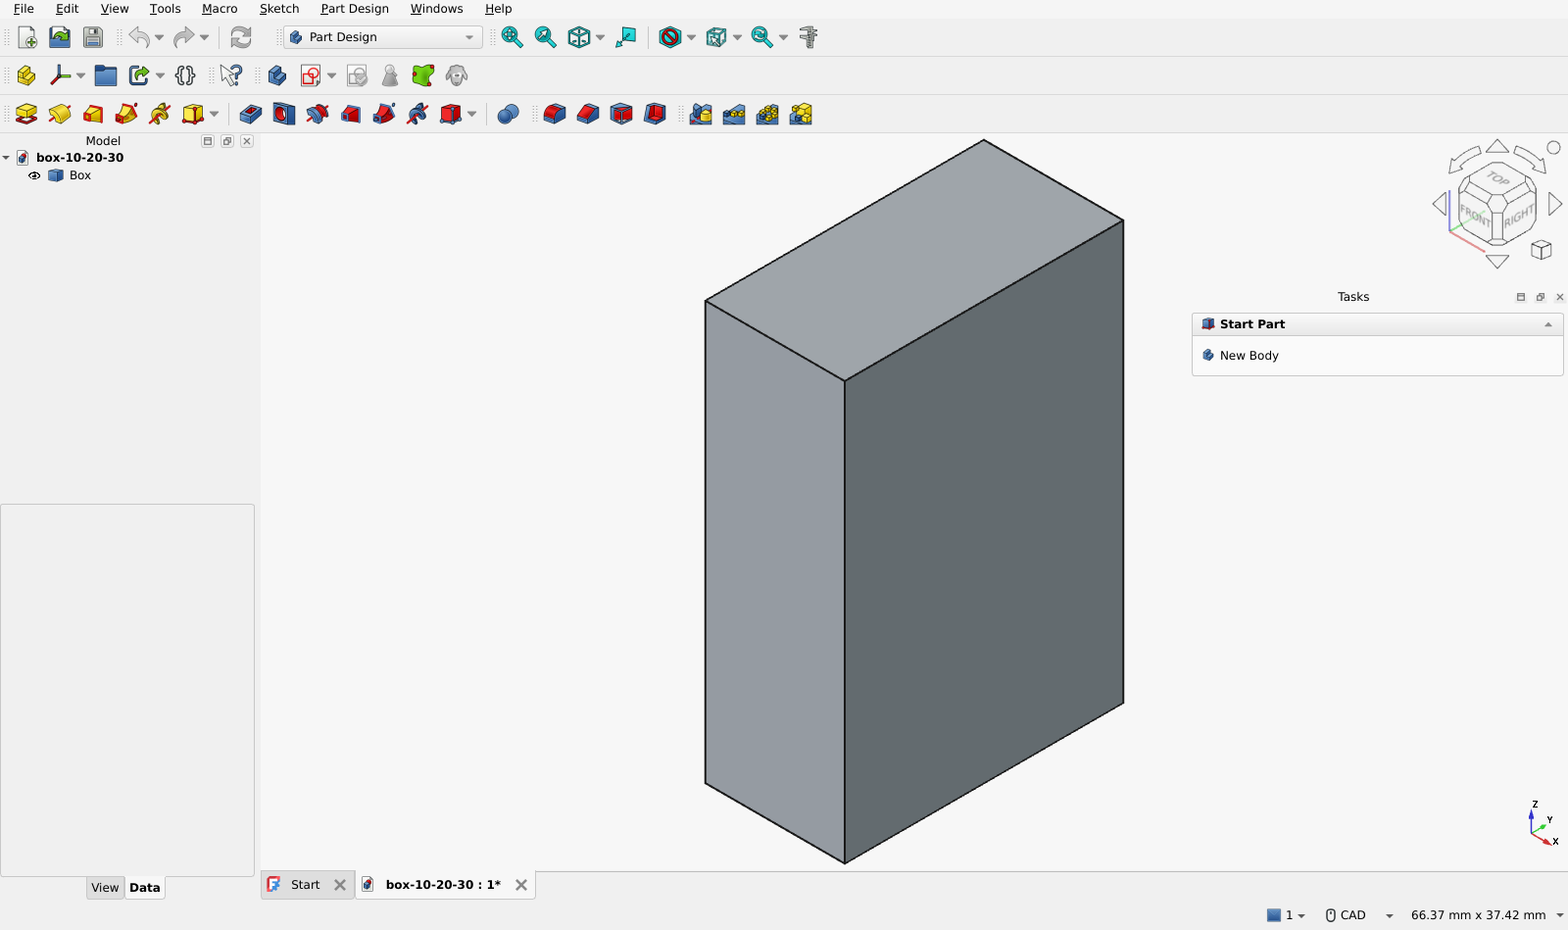 File Edit View Tools Macro Sketch Part Design Windows Help
Part Design
Model
box-10-20-30
Box
TOP
FRONT
RIGHT
Tasks
Start Part
New Body
Z
Y
X
View Data
Start
box-10-20-30 : 1*
1
CAD
66.37 mm x 37.42 mm